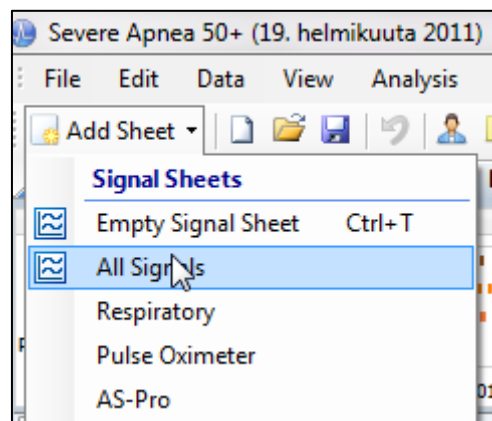 Severe Apnea 50+ (19. helmikuuta 2011)
File Edit Data View Analysis
Add Sheet
Signal Sheets
Empty Signal Sheet Ctrl+T
All Signals
Respiratory
Pulse Oximeter
AS-Pro